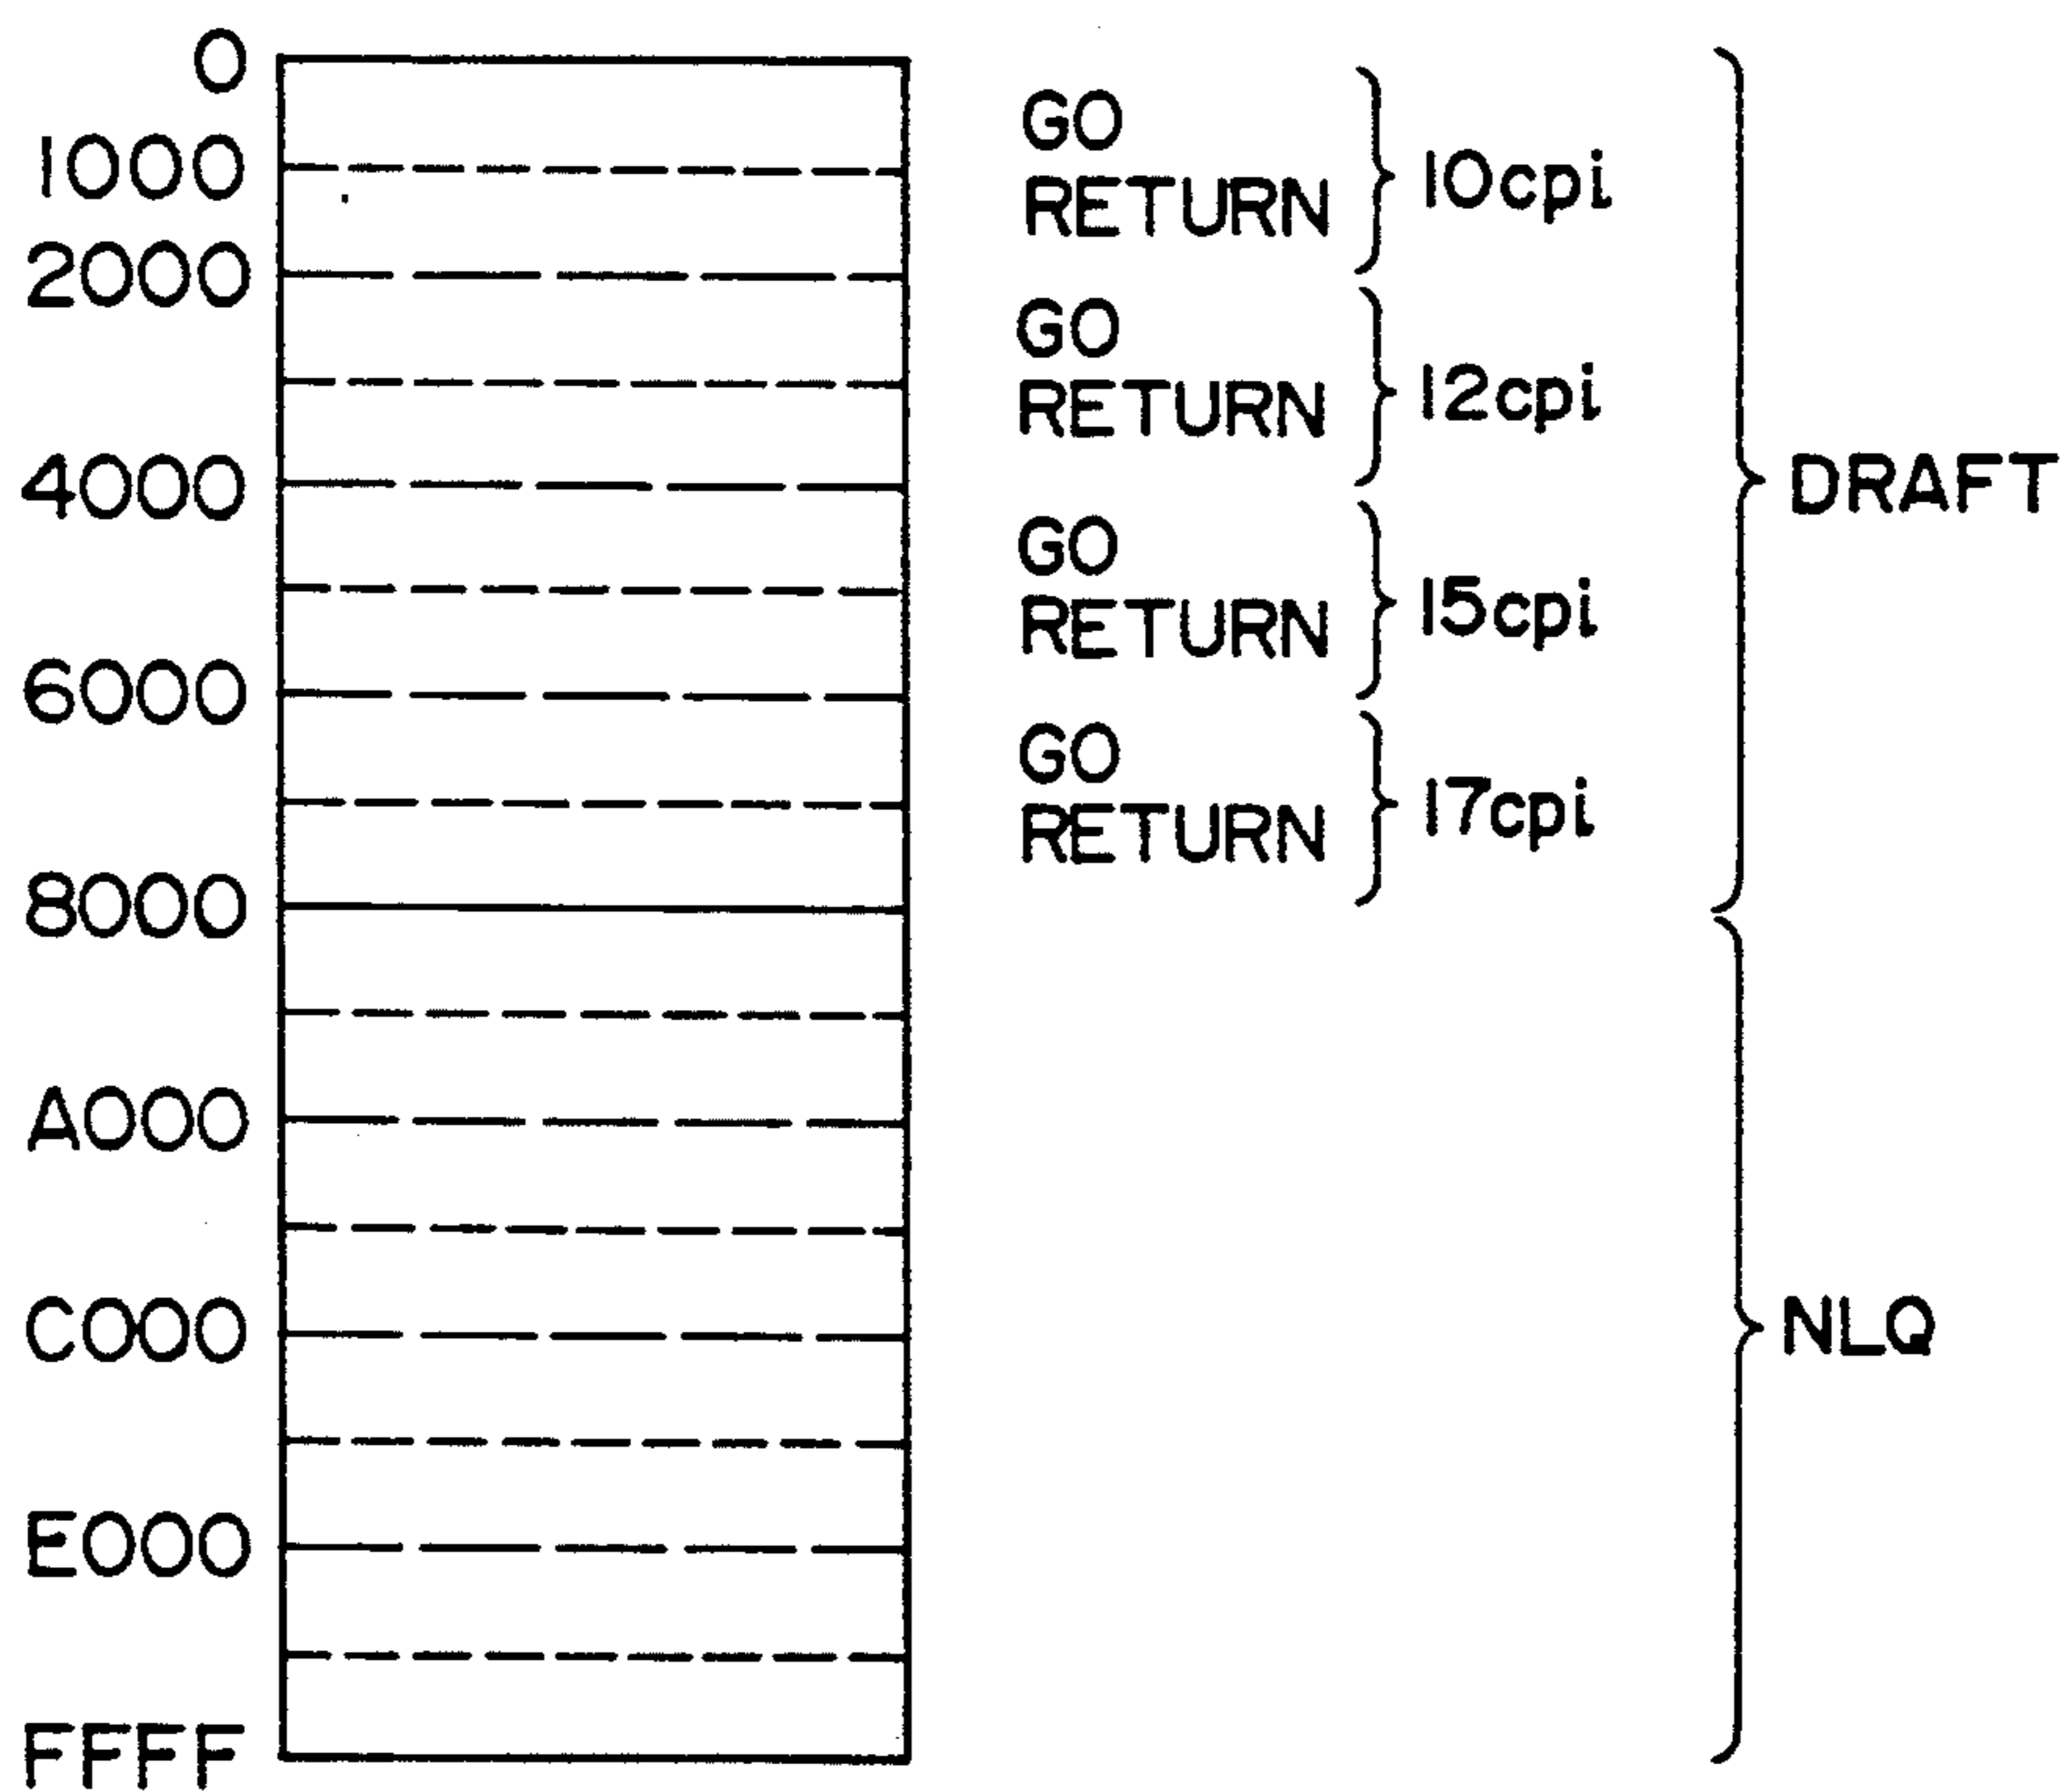 0
GO
1000
RETURN
10cpi
2000
GO
RETURN
12cpi
4000
DRAFT
GO
RETURN
15cpi
6000
GO
RETURN
17cpi
8000
A000
C000
NLQ
E000
FFFF